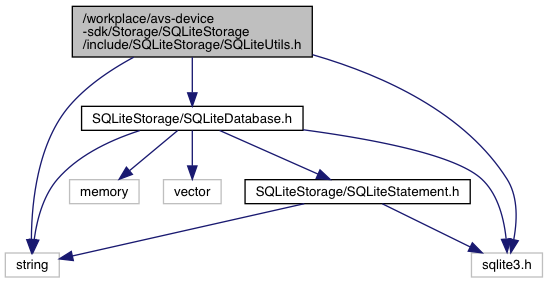 /workplace/avs-device
-sdk/Storage/SQLiteStorage
/include/SQLiteStorage/SQLiteUtils.h
SQLiteStorage/SQLiteDatabase.h
memory
vector
SQLiteStorage/SQLiteStatement.h
string
sqlite3.h